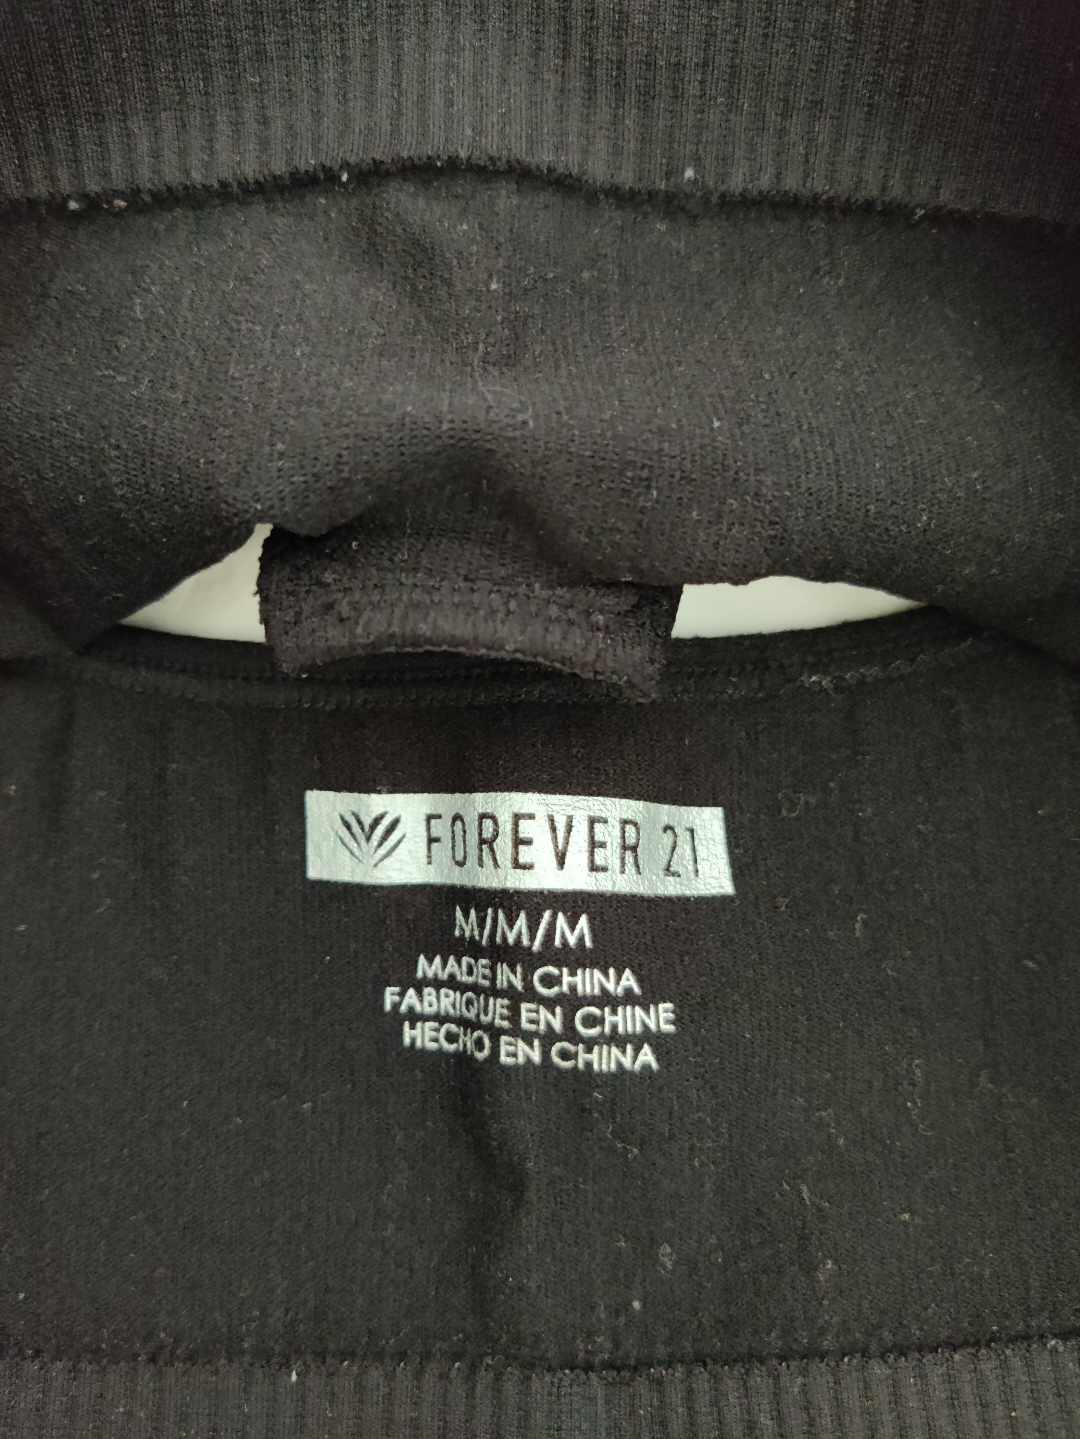 FOREVER 21
M/M/M
MADE IN CHINA
FABRIQUE EN CHINE
HECHO EN CHINA